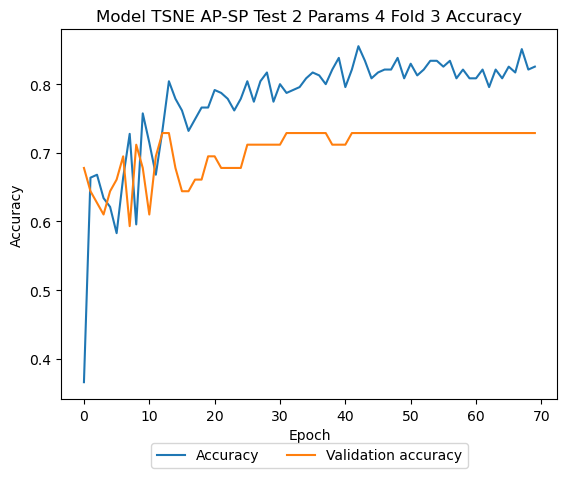 Model TSNE AP-SP Test 2 Params 4 Fold 3 Accuracy
Accuracy
0.8
0.7
0.6
0.5
0.4
0 10 20 30 40 50 60 70
Epoch
Accuracy Validation accuracy